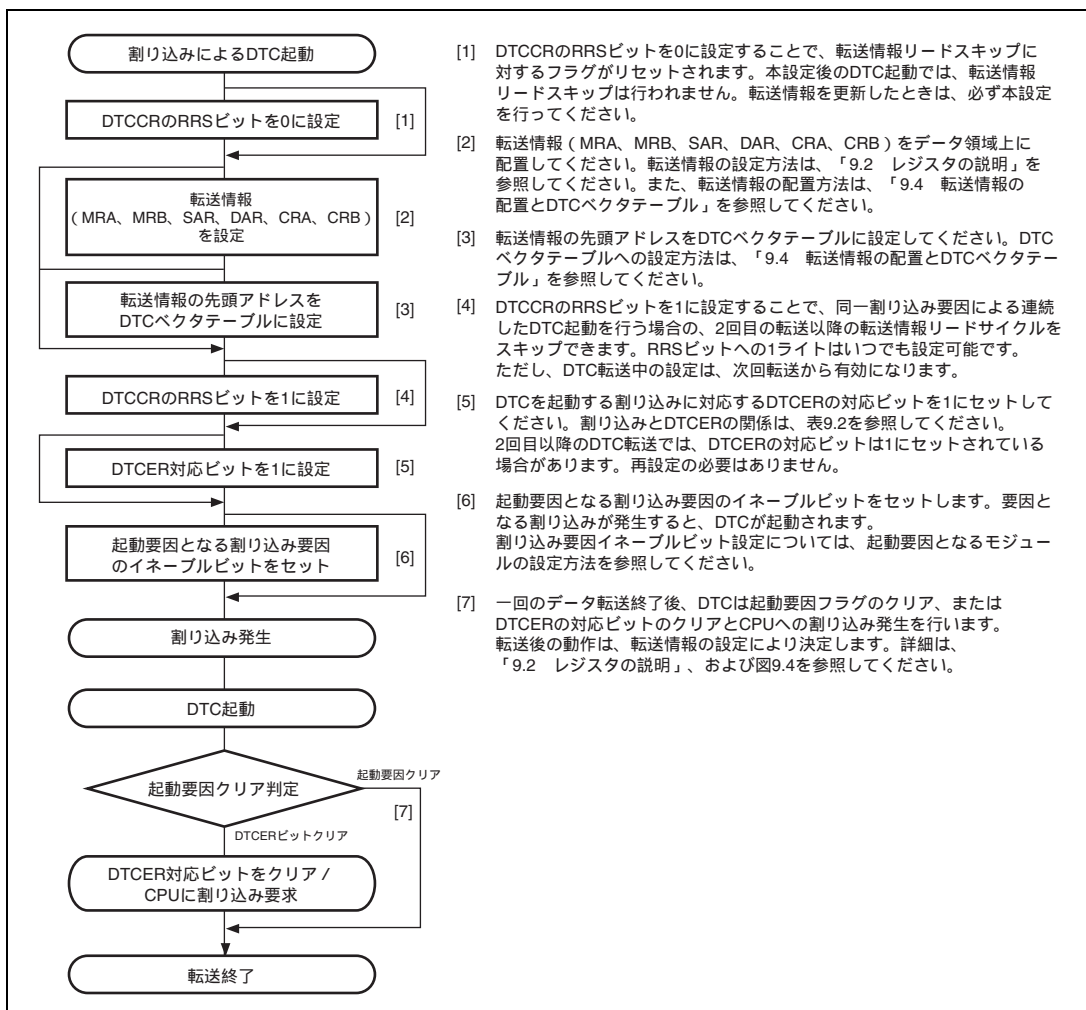 割り込みによるDTC起動
DTCCRのRRSビットを0に設定
[1]
転送情報
(MRA、MRB、SAR、DAR、CRA、CRB)
を設定
[2]
転送情報の先頭アドレスを
DTCベクタテーブルに設定
[3]
DTCCRのRRSビットを1に設定
[4]
DTCER対応ビットを1に設定
[5]
起動要因となる割り込み要因
のイネーブルビットをセット
[6]
割り込み発生
DTC起動
起動要因クリア判定
起動要因クリア
[7]
DTCERビットクリア
DTCER対応ビットをクリア/
CPUに割り込み要求
転送終了
[1] DTCCRのRRSビットを0に設定することで、転送情報リードスキップに
対するフラグがリセットされます。本設定後のDTC起動では、転送情報
リードスキップは行われません。転送情報を更新したときは、必ず本設定
を行ってください。
[2] 転送情報(MRA、MRB、SAR、DAR、CRA、CRB)をデータ領域上に
配置してください。転送情報の設定方法は、「9.2 レジスタの説明」を
参照してください。また、転送情報の配置方法は、「9.4 転送情報の
配置とDTCベクタテーブル」を参照してください。
[3] 転送情報の先頭アドレスをDTCベクタテーブルに設定してください。DTC
ベクタテーブルへの設定方法は、「9.4 転送情報の配置とDTCベクタテー
ブル」を参照してください。
[4] DTCCRのRRSビットを1に設定することで、同一割り込み要因による連続
したDTC起動を行う場合の、2回目の転送以降の転送情報リードサイクルを
スキップできます。RRSビットへの1ライトはいつでも設定可能です。
ただし、DTC転送中の設定は、次回転送から有効になります。
[5] DTCを起動する割り込みに対応するDTCERの対応ビットを1にセットして
ください。割り込みとDTCERの関係は、表9.2を参照してください。
2回目以降のDTC転送では、DTCERの対応ビットは1にセットされている
場合があります。再設定の必要はありません。
[6] 起動要因となる割り込み要因のイネーブルビットをセットします。要因と
なる割り込みが発生すると、DTCが起動されます。
割り込み要因イネーブルビット設定については、起動要因となるモジュー
ルの設定方法を参照してください。
[7] 一回のデータ転送終了後、DTCは起動要因フラグのクリア、または
DTCERの対応ビットのクリアとCPUへの割り込み発生を行います。
転送後の動作は、転送情報の設定により決定します。詳細は、
「9.2 レジスタの説明」、および図9.4を参照してください。